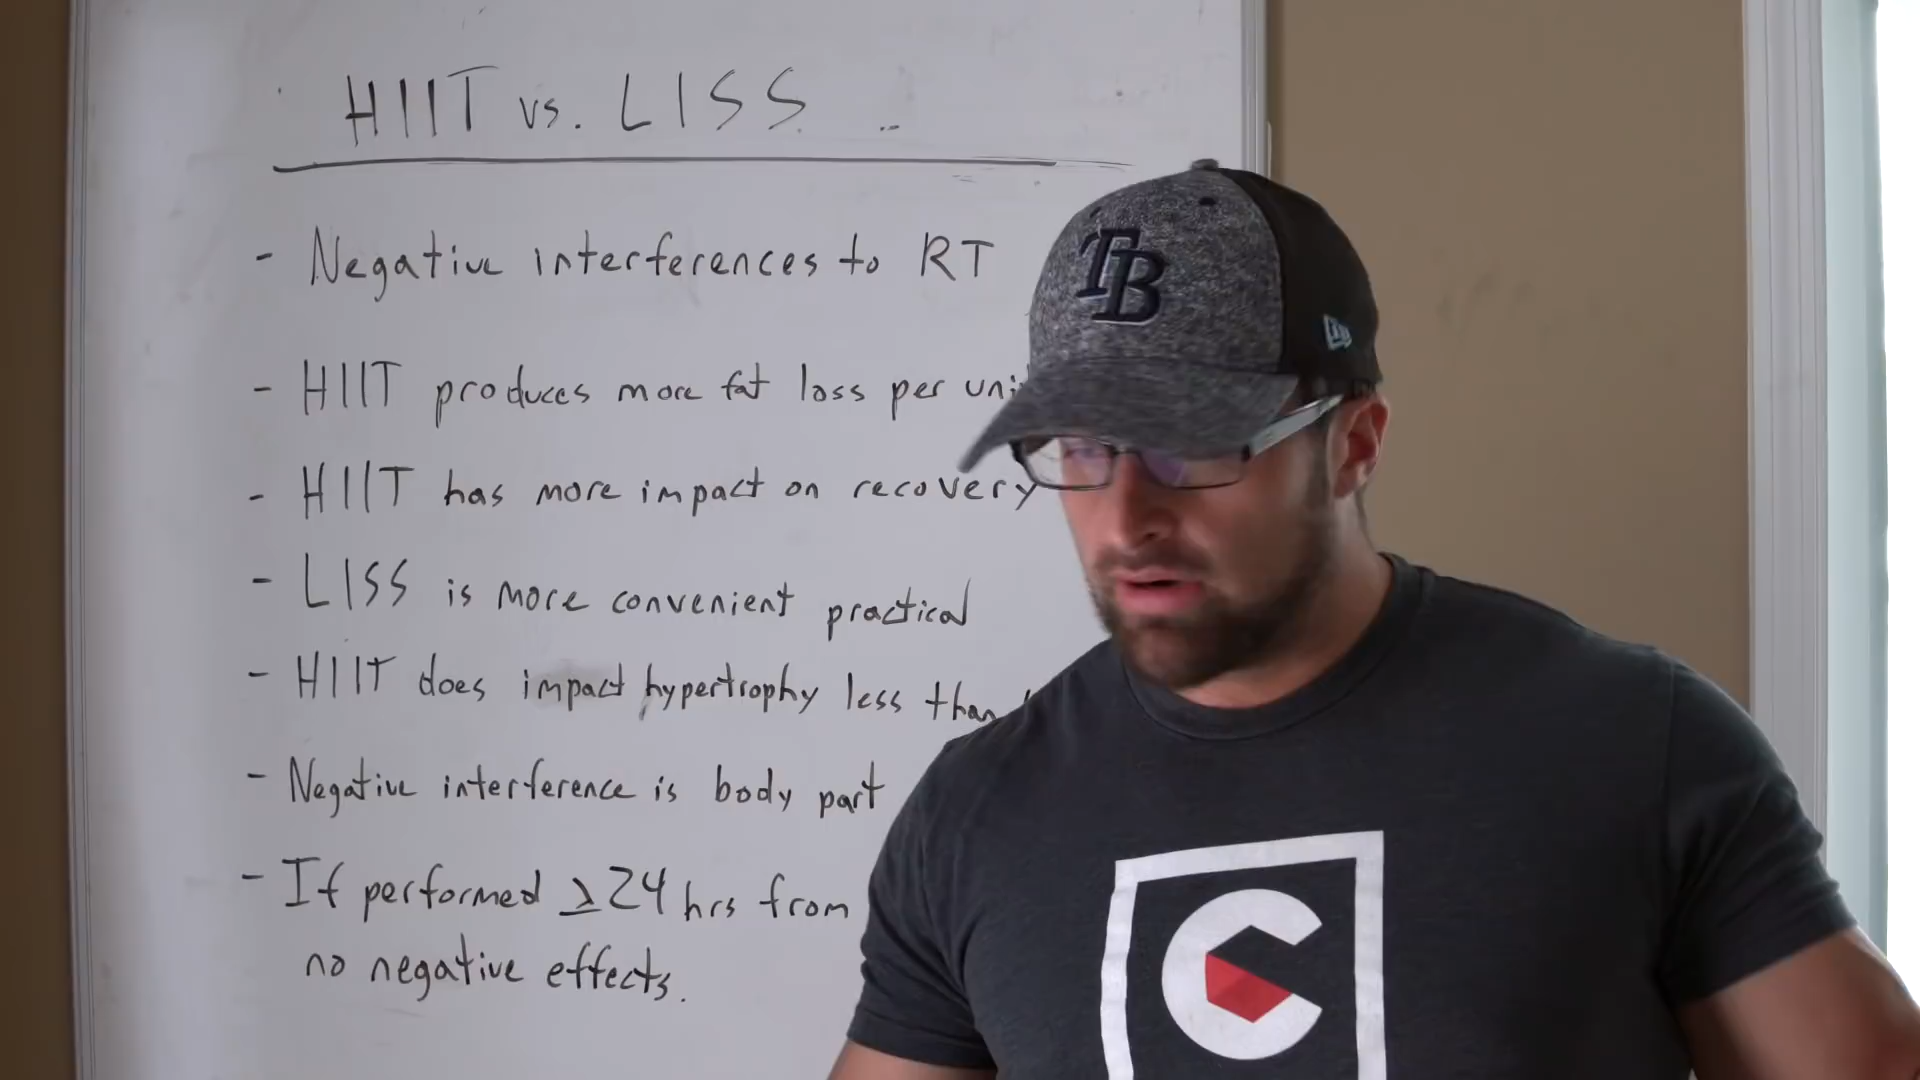 HIIT vs. LISS
- Negative interferences to RT
- HIIT produces more fat loss per
- HIIT has more impact on recovery
- LISS is more convenient practical
- HIIT does impact hypertrophy less than
- Negative interference is body part
- If performed ≥24 hrs from
no negative effects.
TB
C